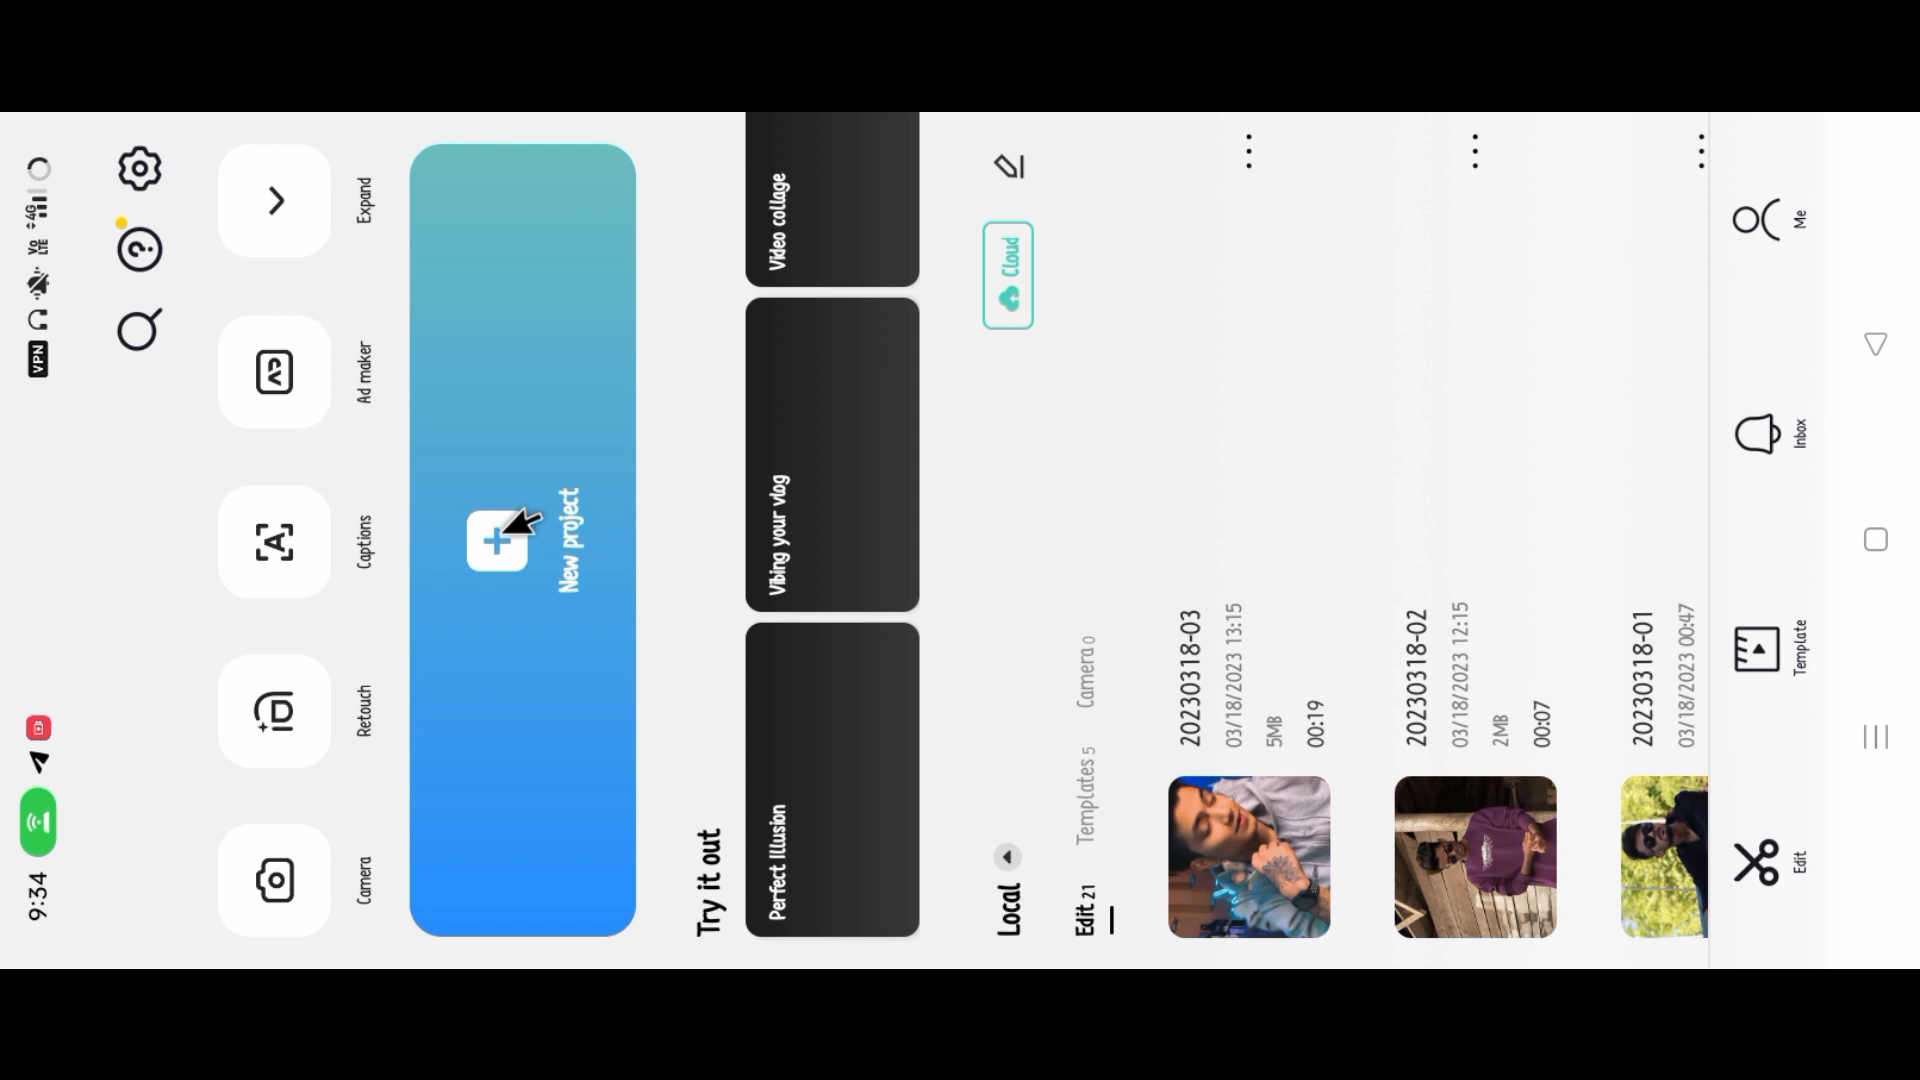 9:34
VPN
Vo
LTE
4G
Camera
Retouch
Captions
Ad maker
Expand
New project
Try it out
Perfect Illusion
Vibing your vlog
Video collage
Local
Cloud
Edit 21
Templates 5
Camera 0
20230318-03
03/18/2023 13:15
5MB
00:19
20230318-02
03/18/2023 12:15
2MB
00:07
20230318-01
03/18/2023 00:47
Edit
Template
Inbox
Me